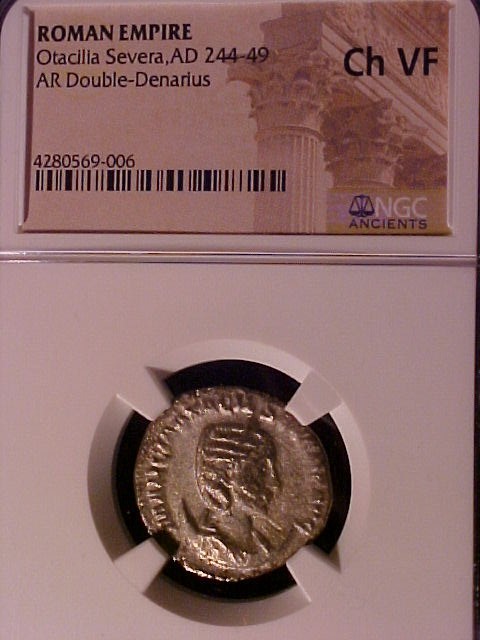 ROMAN EMPIRE
Otacilia Severa, AD 244-49
AR Double-Denarius
Ch VF
4280569-006
NGC
ANCIENTS